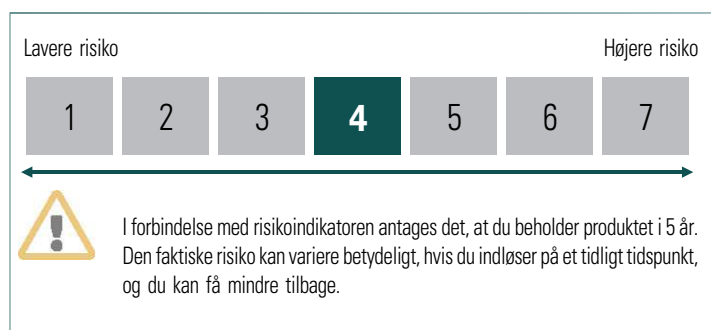 Lavere risiko Højere risiko
1 2 3 4 5 6 7
I forbindelse med risikoindikatoren antages det, at du beholder produktet i 5 år.
Den faktiske risiko kan variere betydeligt, hvis du indløser på et tidligt tidspunkt,
og du kan få mindre tilbage.